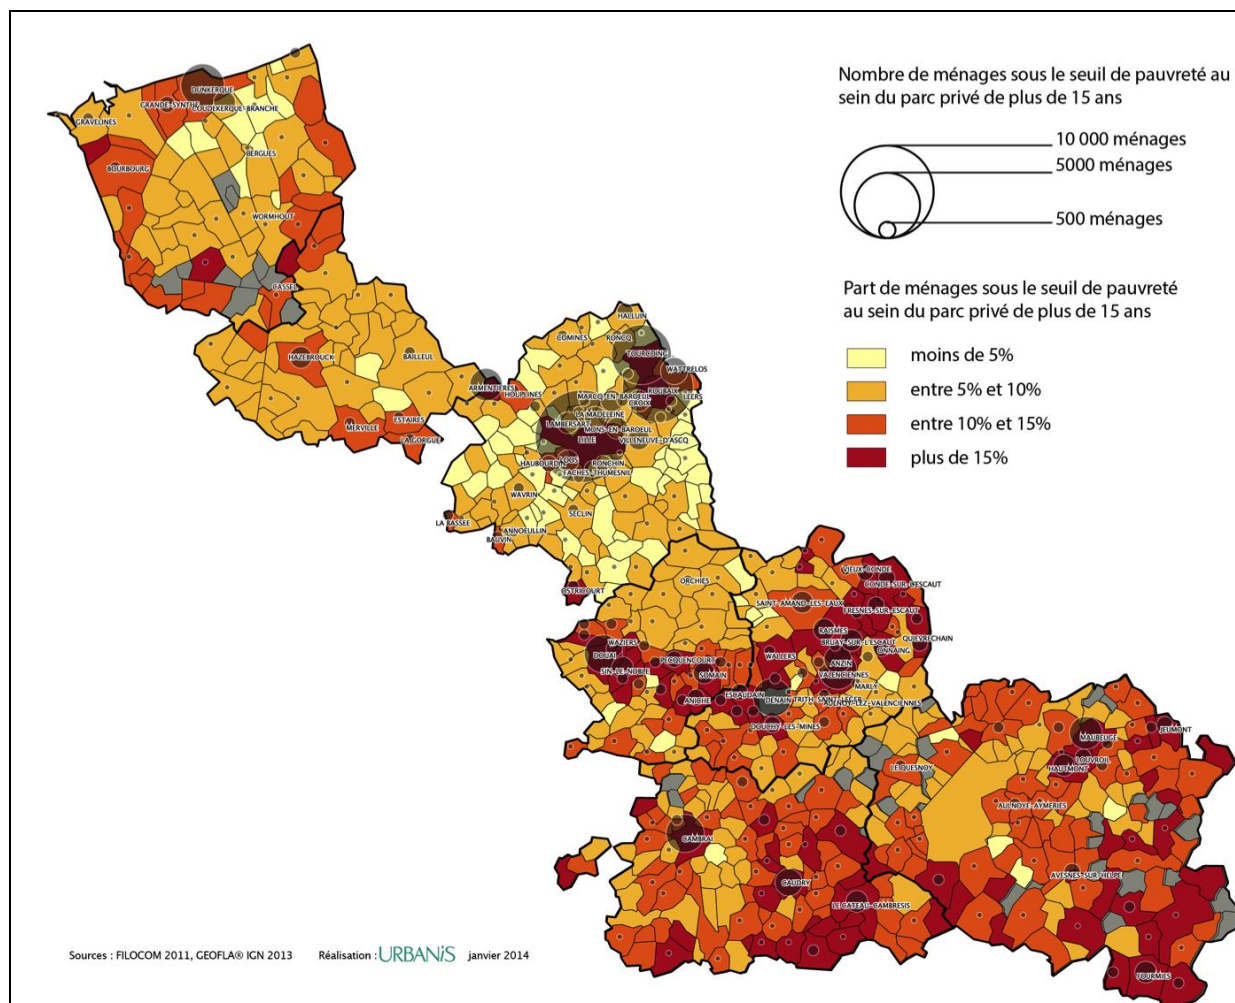 Nombre de ménages sous le seuil de pauvreté au
sein du parc privé de plus de 15 ans
10 000 ménages
5000 ménages
500 ménages
Part de ménages sous le seuil de pauvreté
au sein du parc privé de plus de 15 ans
moins de 5%
entre 5% et 10%
entre 10% et 15%
plus de 15%
DUNKERQUE
GRANDE-SYNTHE
COUDEKERQUE-BRANCHE
GRAVELINES
BERGUES
BOURBOURG
WORMHOUT
CASSEL
HAZEBROUCK
BAILLEUL
MERVILLE
ESTAIRES
LA GORGUE
ARMENTIERES
HOUPLINES
HALLUIN
COMINES
RONCQ
TOURCOING
WATTRELOS
ROUBAIX
LEERS
MARCQ-EN-BAROEUL
CROIX
LA MADELEINE
LAMBERSART
MONS-EN-BAROEUL
LILLE
VILLENEUVE-D'ASCQ
HAUBOURDIN
LOOS
RONCHIN
FACHES-THUMESNIL
WAVRIN
SECLIN
LA BASSEE
ANNOEULLIN
BAUVIN
OSTRICOURT
ORCHIES
VIEUX-CONDE
CONDE-SUR-L'ESCAUT
SAINT-AMAND-LES-EAUX
FRESNES-SUR-ESCAUT
RAISMES
BRUAY-SUR-L'ESCAUT
QUIEVRECHAIN
ONNAING
WAZIERS
DOUAI
SIN-LE-NOBLE
PECQUENCOURT
SOMAIN
WALLERS
ANZIN
VALENCIENNES
MARLY
ANICHE
ESCAUDAIN
DENAIN
TRITH-SAINT-LEGER
AULNOY-LEZ-VALENCIENNES
DOUCHY-LES-MINES
LE QUESNOY
MAUBEUGE
JEUMONT
LOUVROIL
HAUTMONT
AULNOYE-AYMERIES
CAMBRAI
CAUDRY
LE CATEAU-CAMBRESIS
AVESNES-SUR-HELPE
FOURMIES
Sources : FILOCOM 2011, GEOFLA® IGN 2013 Réalisation : URBANiS janvier 2014